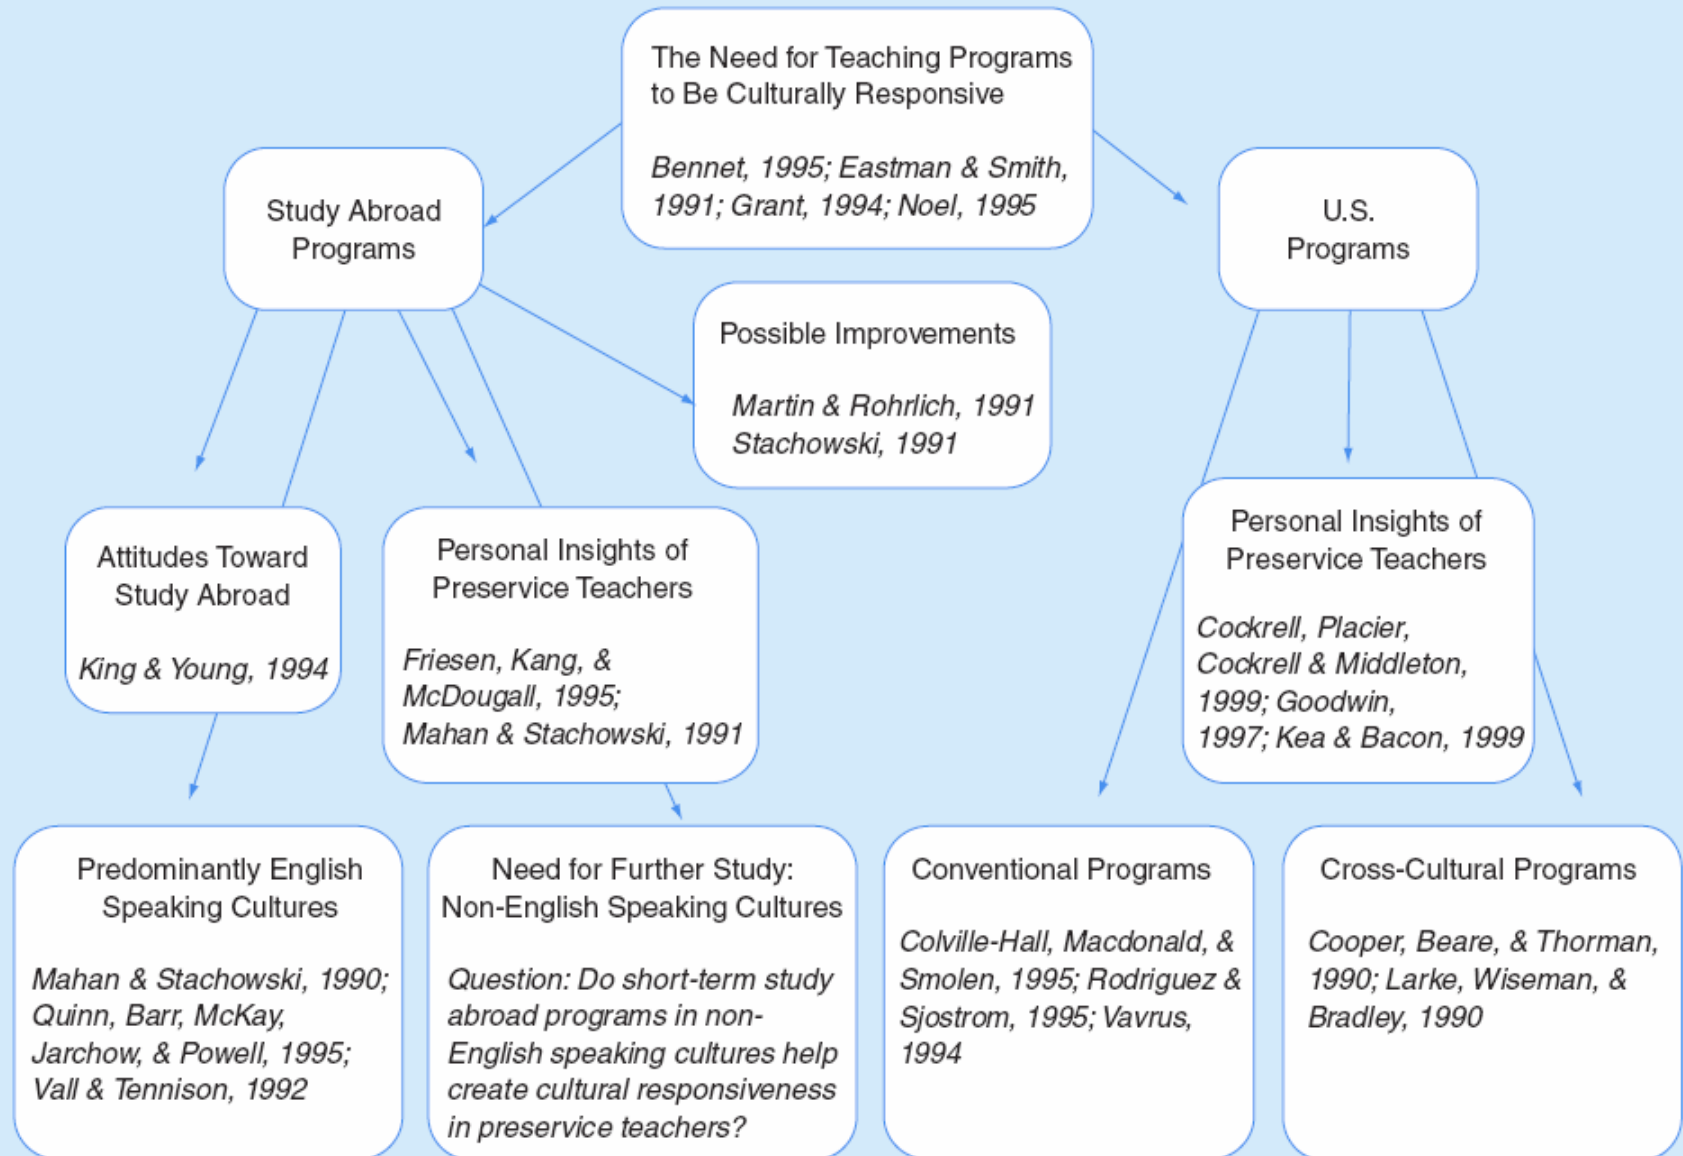 The Need for Teaching Programs
to Be Culturally Responsive
Bennet, 1995; Eastman & Smith,
1991; Grant, 1994; Noel, 1995
Study Abroad
Programs
U.S.
Programs
Possible Improvements
Martin & Rohrlich, 1991
Stachowski, 1991
Attitudes Toward
Study Abroad
King & Young, 1994
Personal Insights of
Preservice Teachers
Friesen, Kang, &
McDougall, 1995;
Mahan & Stachowski, 1991
Personal Insights of
Preservice Teachers
Cockrell, Placier,
Cockrell & Middleton,
1999; Goodwin,
1997; Kea & Bacon, 1999
Predominantly English
Speaking Cultures
Mahan & Stachowski, 1990;
Quinn, Barr, McKay,
Jarchow, & Powell, 1995;
Vall & Tennison, 1992
Need for Further Study:
Non-English Speaking Cultures
Question: Do short-term study
abroad programs in non-
English speaking cultures help
create cultural responsiveness
in preservice teachers?
Conventional Programs
Colville-Hall, Macdonald, &
Smolen, 1995; Rodriguez &
Sjostrom, 1995; Vavrus,
1994
Cross-Cultural Programs
Cooper, Beare, & Thorman,
1990; Larke, Wiseman, &
Bradley, 1990